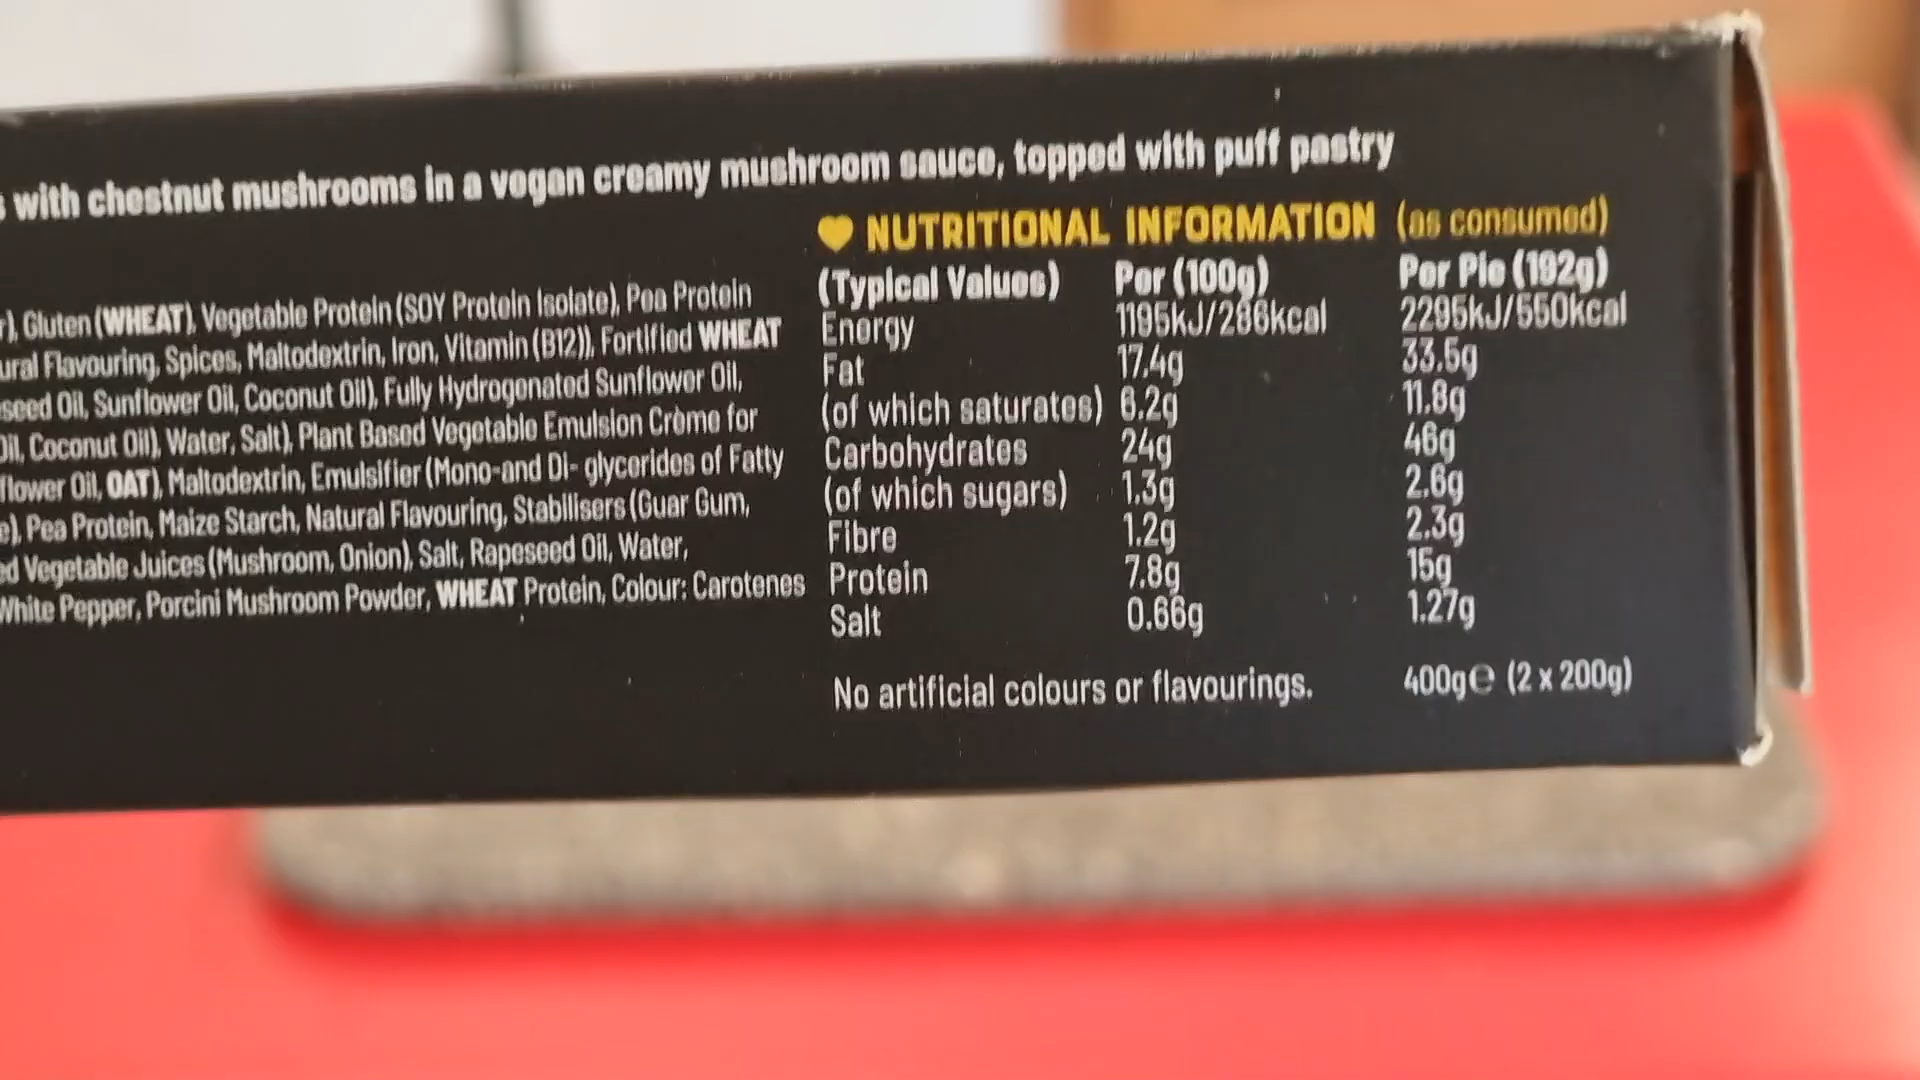 with chestnut mushrooms in a vegan creamy mushroom sauce, topped with puff pastry
Gluten (WHEAT), Vegetable Protein (SOY Protein Isolate), Pea Protein
Flavouring, Spices, Maltodextrin, Iron, Vitamin (B12)), Fortified WHEAT
Oil, Sunflower Oil, Coconut Oil), Fully Hydrogenated Sunflower Oil,
Oil, Coconut Oil), Water, Salt), Plant Based Vegetable Emulsion Crème for
Oil, OAT), Maltodextrin, Emulsifier (Mono-and Di- glycerides of Fatty
Pea Protein, Maize Starch, Natural Flavouring, Stabilisers (Guar Gum,
Vegetable Juices (Mushroom, Onion), Salt, Rapeseed Oil, Water,
White Pepper, Porcini Mushroom Powder, WHEAT Protein, Colour: Carotenes
NUTRITIONAL INFORMATION (as consumed)
(Typical Values) Per (100g) Per Pie (192g)
Energy 1195kJ/286kcal 2295kJ/550kcal
Fat 17.4g 33.5g
(of which saturates) 6.2g 11.8g
Carbohydrates 24g 46g
(of which sugars) 1.3g 2.6g
Fibre 1.2g 2.3g
Protein 7.8g 15g
Salt 0.66g 1.27g
No artificial colours or flavourings. 400g℮ (2 x 200g)